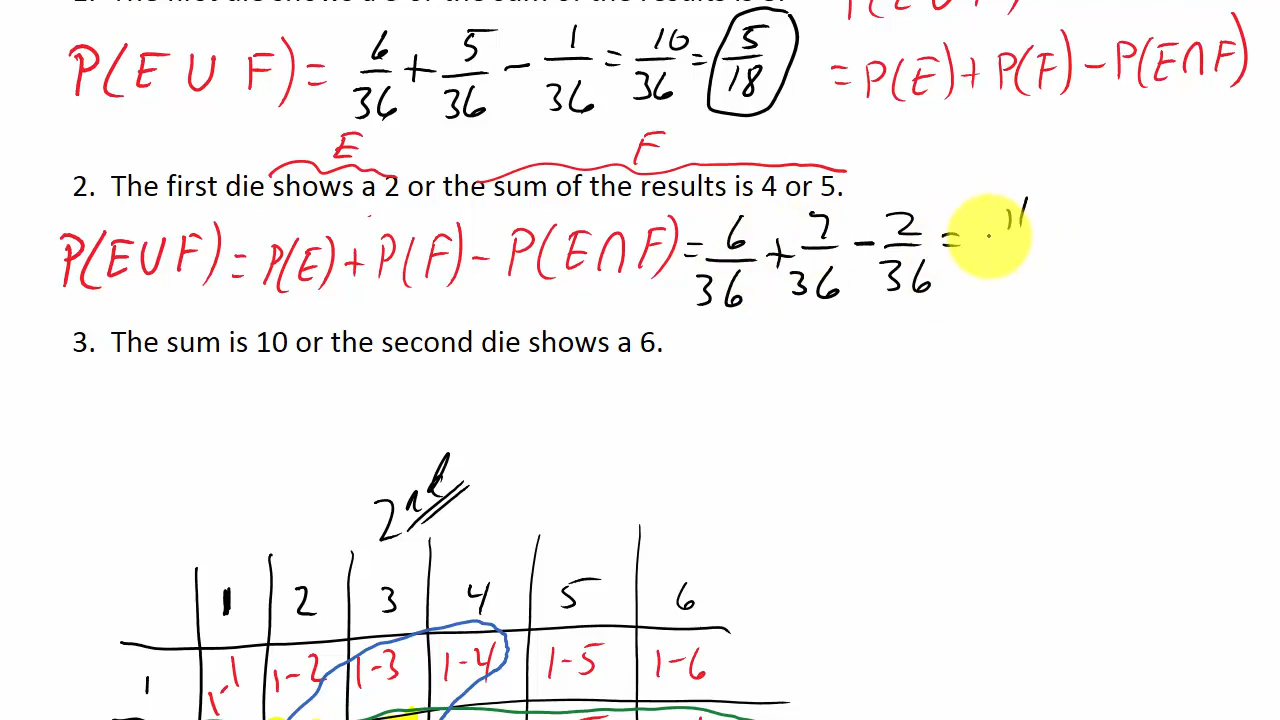 P(E ∪ F) = 6/36 + 5/36 − 1/36 = 10/36 = 5/18
= P(E) + P(F) − P(E ∩ F)
E F
2. The first die shows a 2 or the sum of the results is 4 or 5.
P(E ∪ F) = P(E) + P(F) − P(E ∩ F) = 6/36 + 7/36 − 2/36 = 11
3. The sum is 10 or the second die shows a 6.
2nd
1 2 3 4 5 6
1 1-1 1-2 1-3 1-4 1-5 1-6